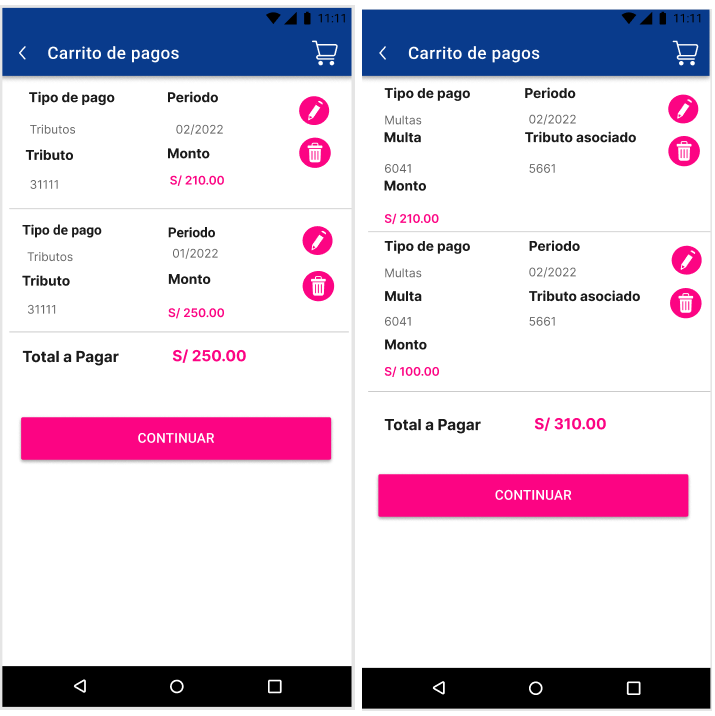 11:11
Carrito de pagos
Tipo de pago Periodo
Tributos 02/2022
Tributo Monto
31111 S/ 210.00
Tipo de pago Periodo
Tributos 01/2022
Tributo Monto
31111 S/ 250.00
Total a Pagar S/ 250.00
CONTINUAR
11:11
Carrito de pagos
Tipo de pago Periodo
Multas 02/2022
Multa Tributo asociado
6041 5661
Monto
S/ 210.00
Tipo de pago Periodo
Multas 02/2022
Multa Tributo asociado
6041 5661
Monto
S/ 100.00
Total a Pagar S/ 310.00
CONTINUAR